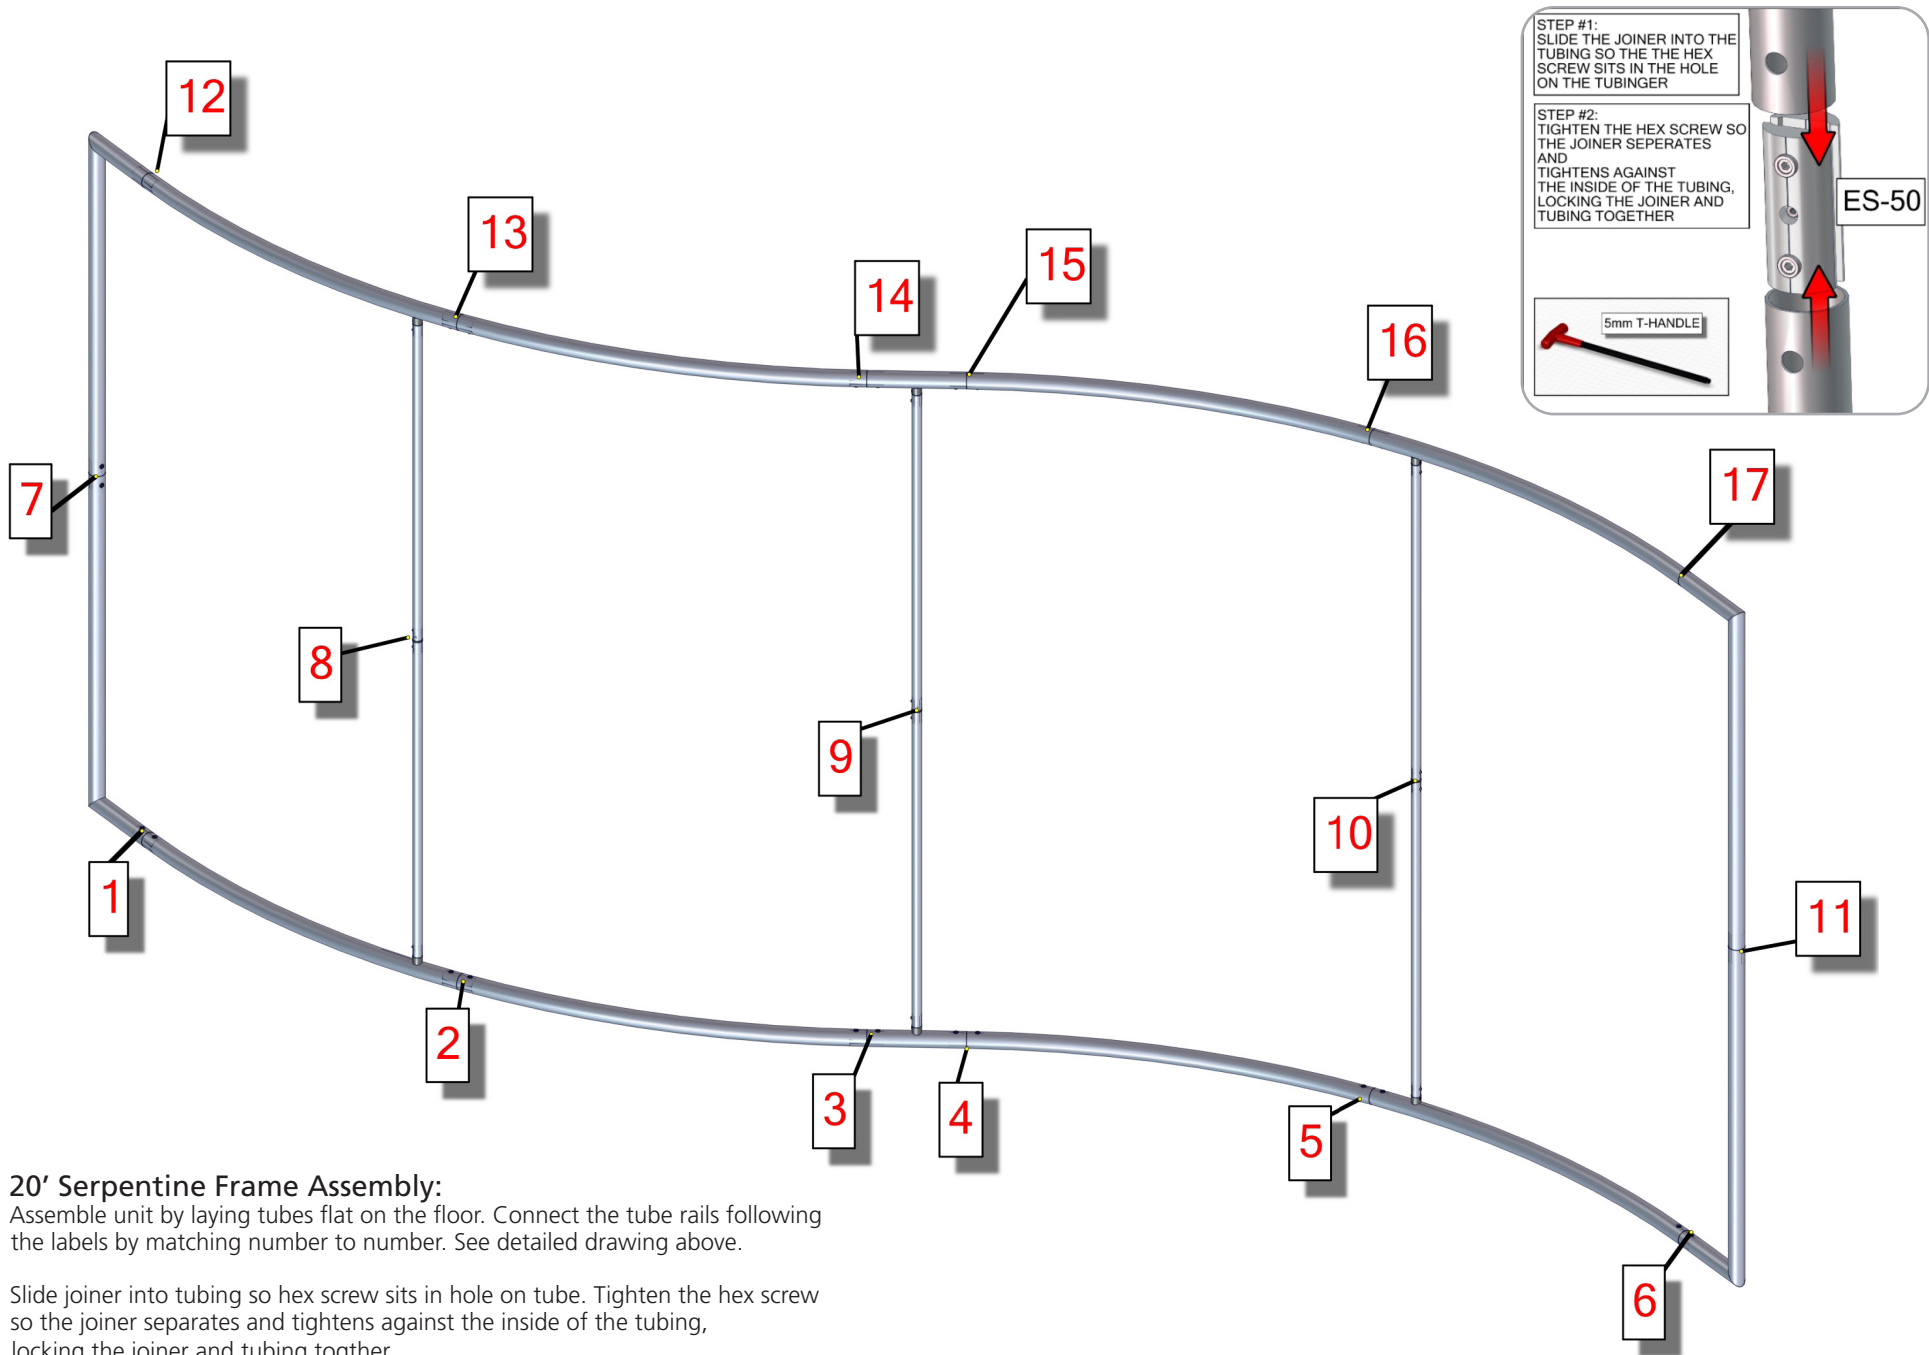 STEP #1:
SLIDE THE JOINER INTO THE
TUBING SO THE THE HEX
SCREW SITS IN THE HOLE
ON THE TUBINGER
STEP #2:
TIGHTEN THE HEX SCREW SO
THE JOINER SEPERATES
AND
TIGHTENS AGAINST
THE INSIDE OF THE TUBING,
LOCKING THE JOINER AND
TUBING TOGETHER
ES-50
5mm T-HANDLE
12
13
14
15
16
17
7
8
9
10
11
1
2
3
4
5
6
20’ Serpentine Frame Assembly:
Assemble unit by laying tubes flat on the floor. Connect the tube rails following
the labels by matching number to number. See detailed drawing above.
Slide joiner into tubing so hex screw sits in hole on tube. Tighten the hex screw
so the joiner separates and tightens against the inside of the tubing,
locking the joiner and tubing togther